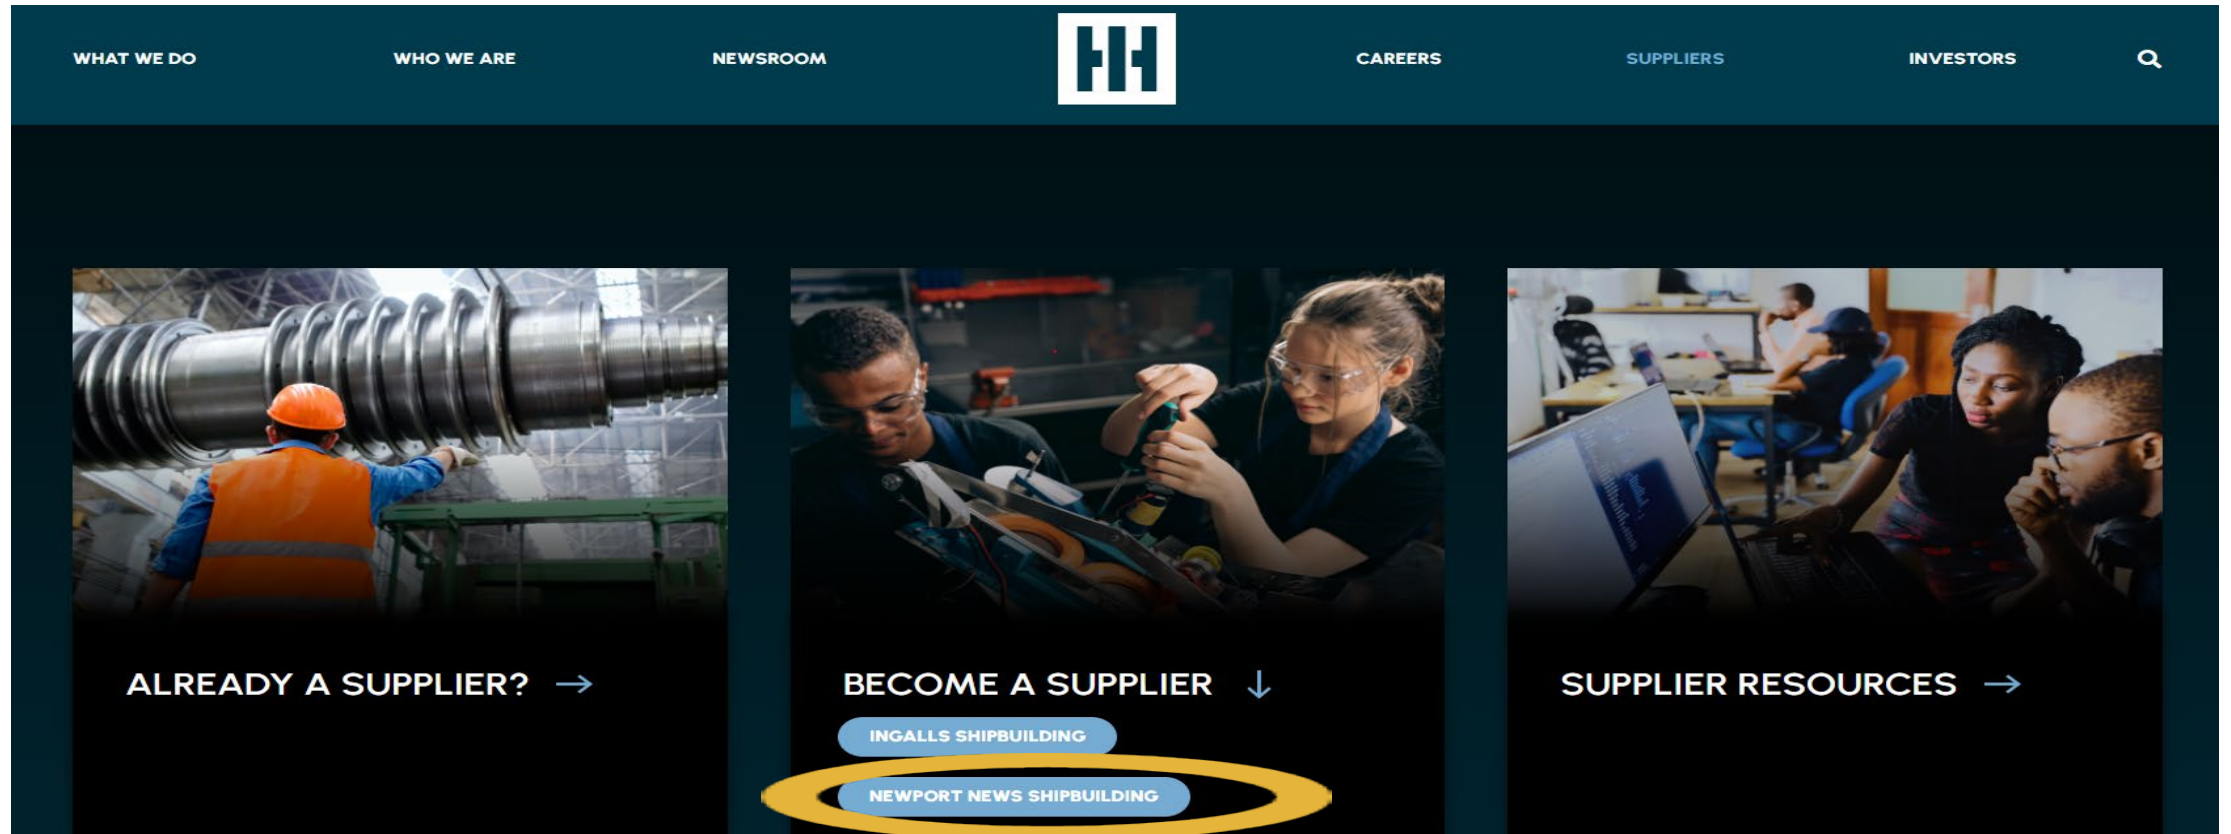 WHAT WE DO
WHO WE ARE
NEWSROOM
CAREERS
SUPPLIERS
INVESTORS
ALREADY A SUPPLIER? →
BECOME A SUPPLIER ↓
INGALLS SHIPBUILDING
NEWPORT NEWS SHIPBUILDING
SUPPLIER RESOURCES →